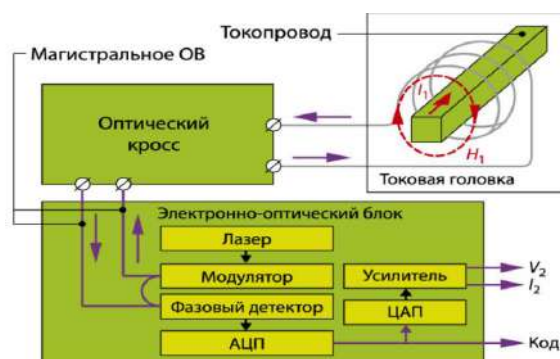 Токопровод
Магистральное ОВ
I₁
H₁
Оптический
кросс
Токовая головка
Электронно-оптический блок
Лазер
Модулятор
Усилитель
V₂
I₂
Фазовый детектор
ЦАП
АЦП
Код